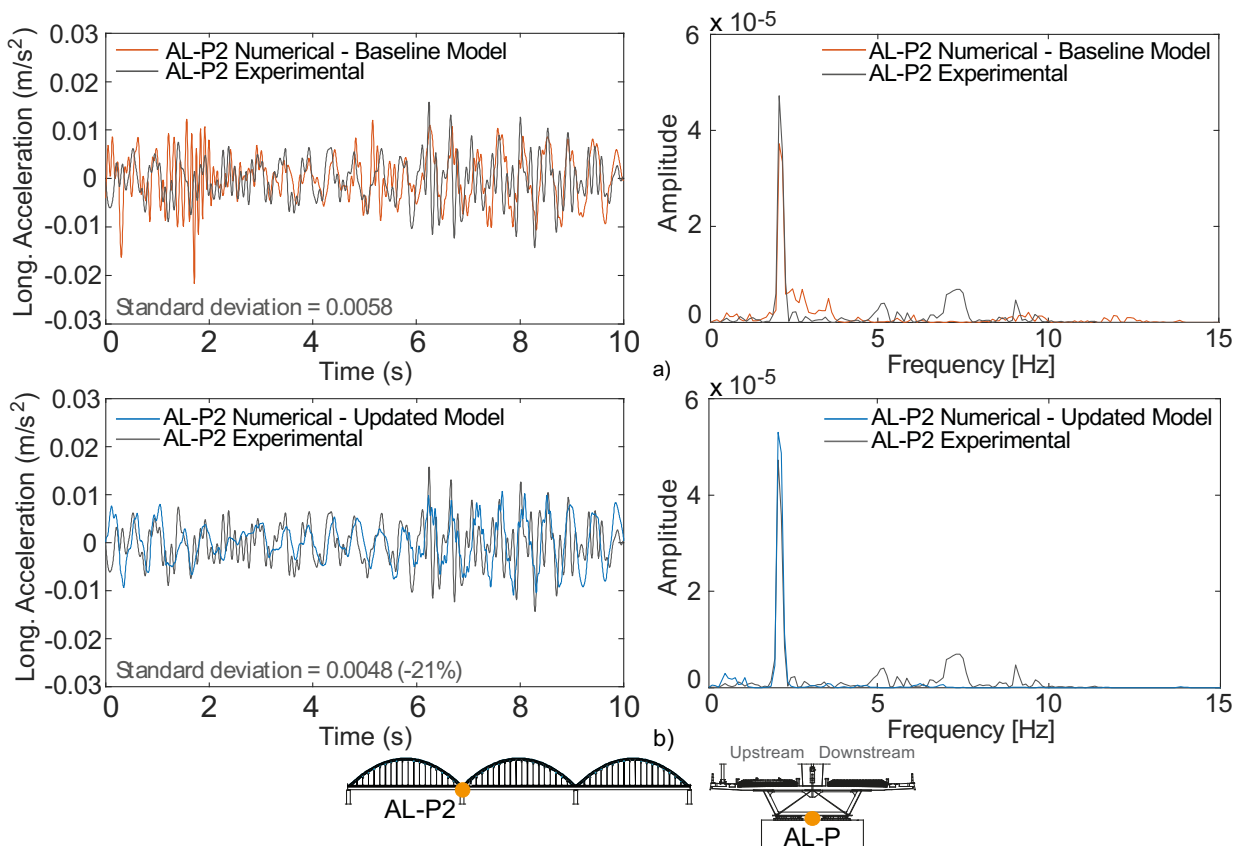 0.03
0.02
0.01
0
-0.01
-0.02
-0.03
Long. Acceleration (m/s²)
AL-P2 Numerical - Baseline Model
AL-P2 Experimental
Standard deviation = 0.0058
0 2 4 6 8 10
Time (s)
x 10⁻⁵
6
4
2
0
Amplitude
AL-P2 Numerical - Baseline Model
AL-P2 Experimental
0 5 10 15
Frequency [Hz]
a)
0.03
0.02
0.01
0
-0.01
-0.02
-0.03
Long. Acceleration (m/s²)
AL-P2 Numerical - Updated Model
AL-P2 Experimental
Standard deviation = 0.0048 (-21%)
0 2 4 6 8 10
Time (s)
x 10⁻⁵
6
4
2
0
Amplitude
AL-P2 Numerical - Updated Model
AL-P2 Experimental
0 5 10 15
Frequency [Hz]
b)
AL-P2
Upstream Downstream
AL-P